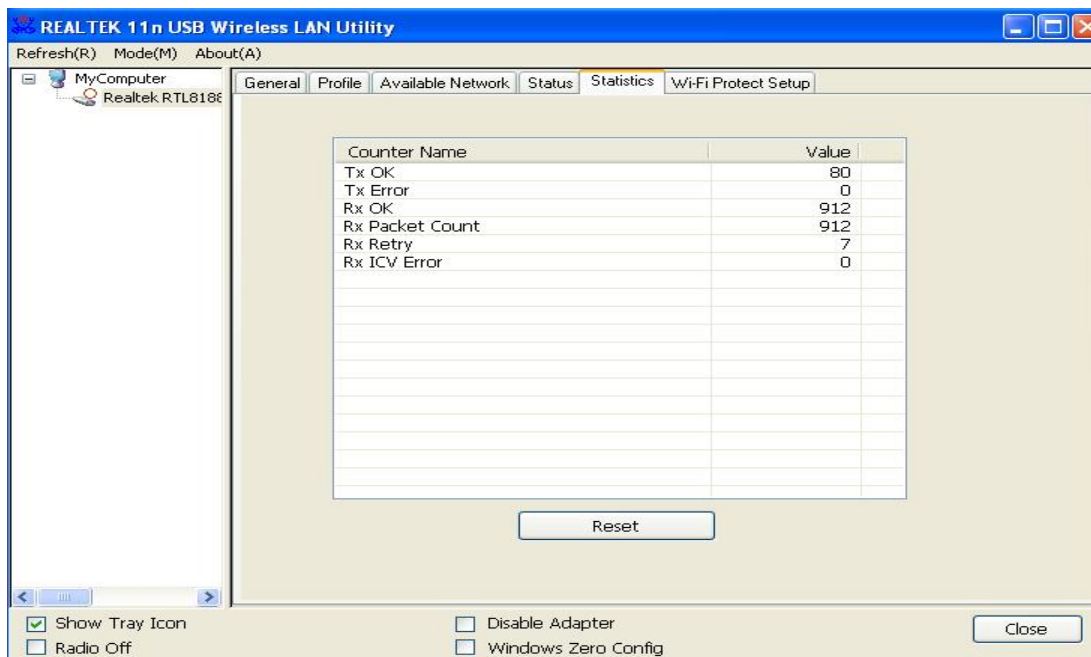 REALTEK 11n USB Wireless LAN Utility
Refresh(R) Mode(M) About(A)
MyComputer
Realtek RTL8188
General Profile Available Network Status Statistics Wi-Fi Protect Setup
Counter Name Value
Tx OK 80
Tx Error 0
Rx OK 912
Rx Packet Count 912
Rx Retry 7
Rx ICV Error 0
Reset
Show Tray Icon Disable Adapter
Radio Off Windows Zero Config
Close